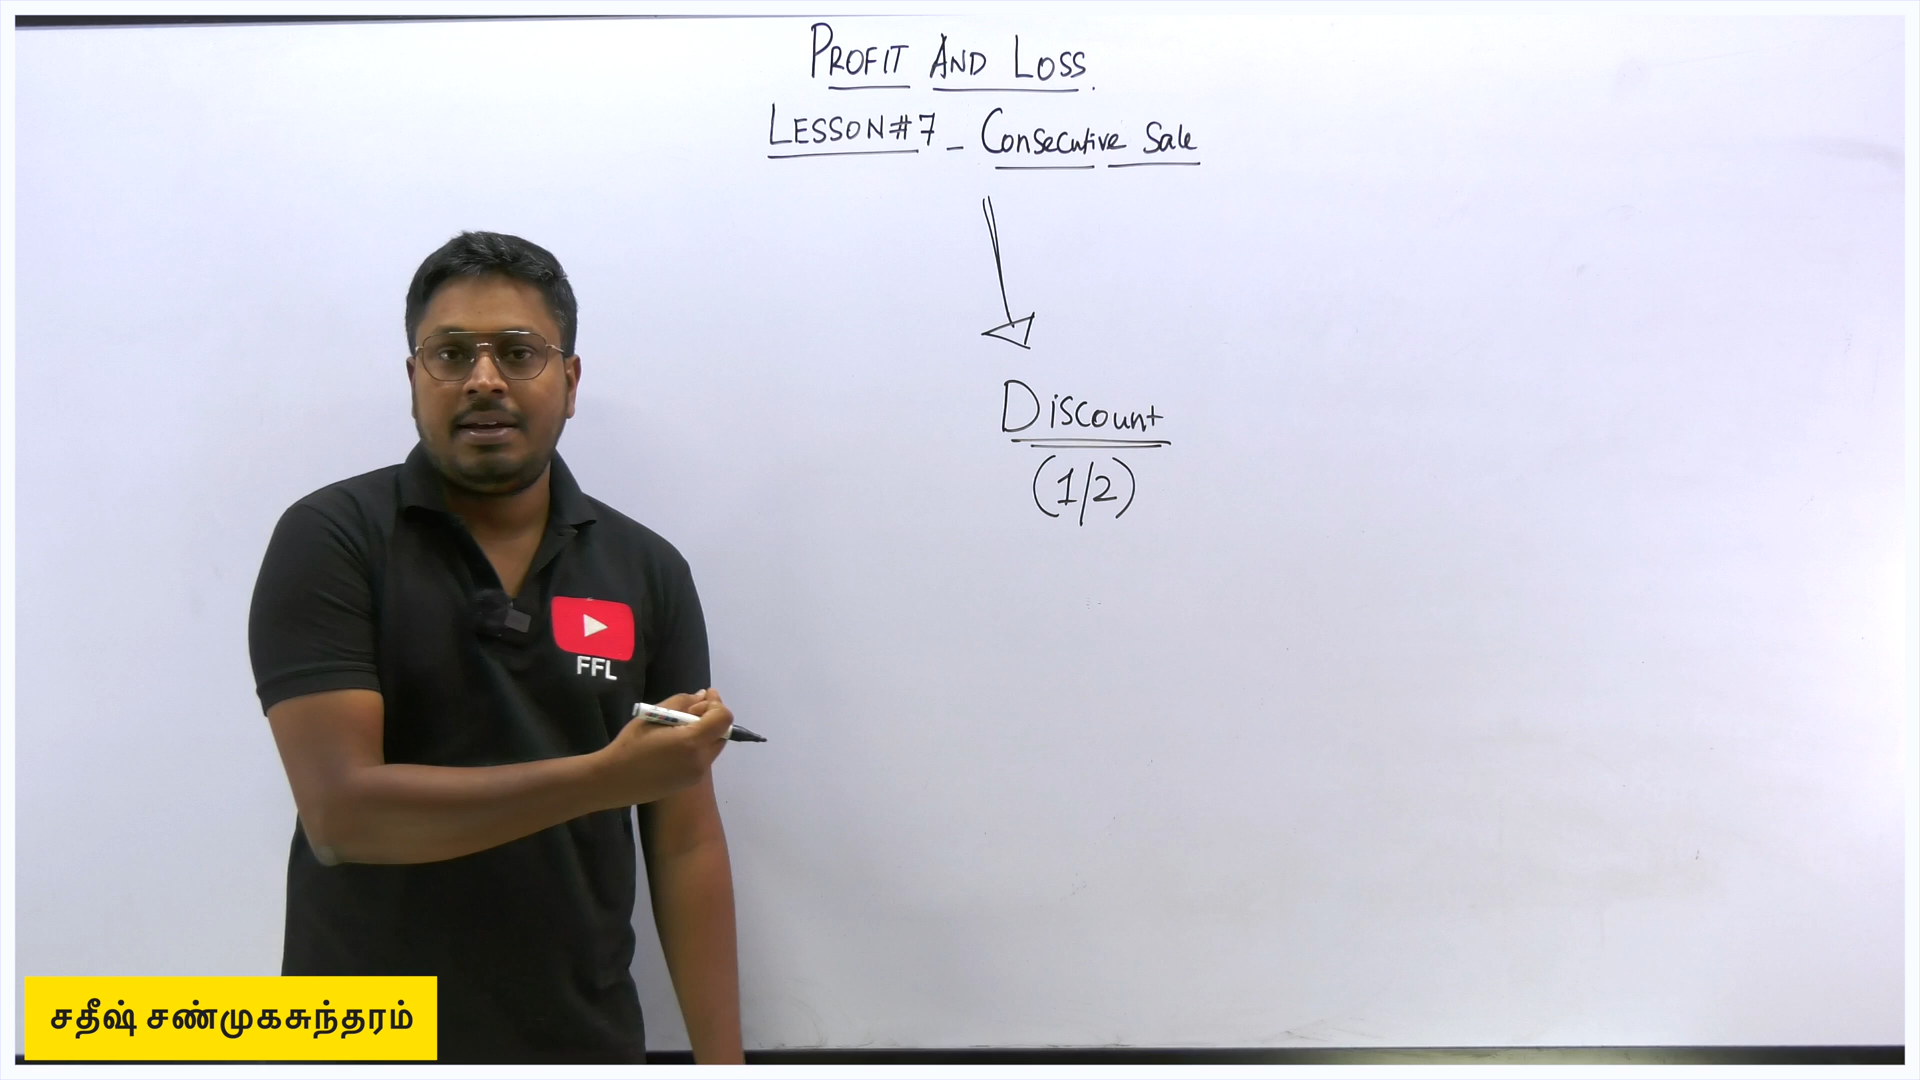 PROFIT AND LOSS.
LESSON#7 - Consecutive Sale
Discount
(1/2)
FFL
சதீஷ் சண்முகசுந்தரம்